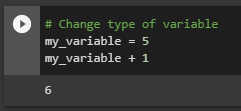 # Change type of variable
my_variable = 5
my_variable + 1
6